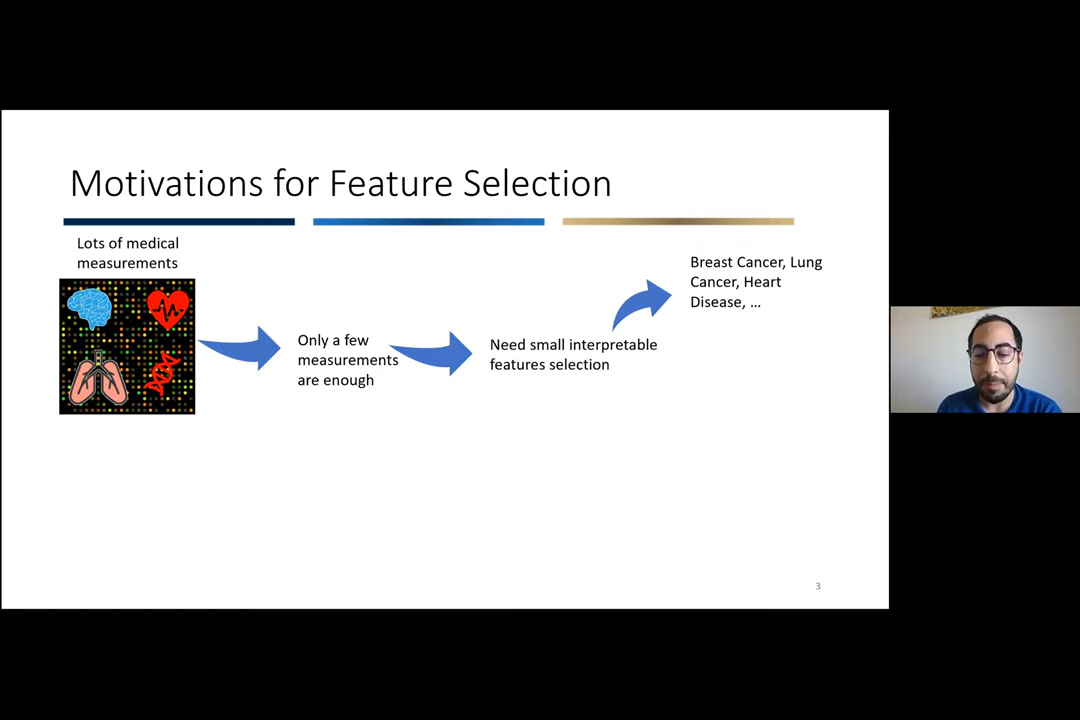 Motivations for Feature Selection
Lots of medical
measurements
Only a few
measurements
are enough
Need small interpretable
features selection
Breast Cancer, Lung
Cancer, Heart
Disease, ...
3